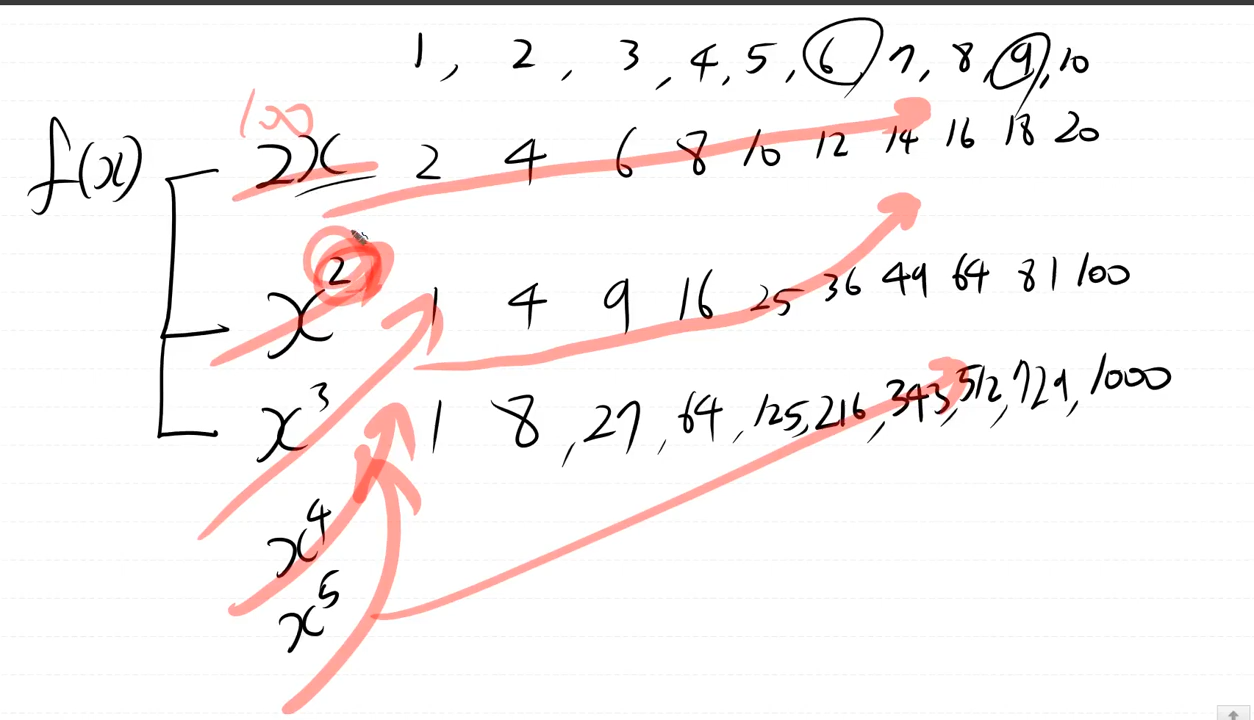 1, 2, 3, 4, 5, 6, 7, 8, 9, 10
100
f(x) 2x 2 4 6 8 10 12 14 16 18 20
x² 1 4 9 16 25 36 49 64 81 100
x³ 1 8, 27, 64, 125, 216, 343, 512, 729, 1000
x⁴
x⁵